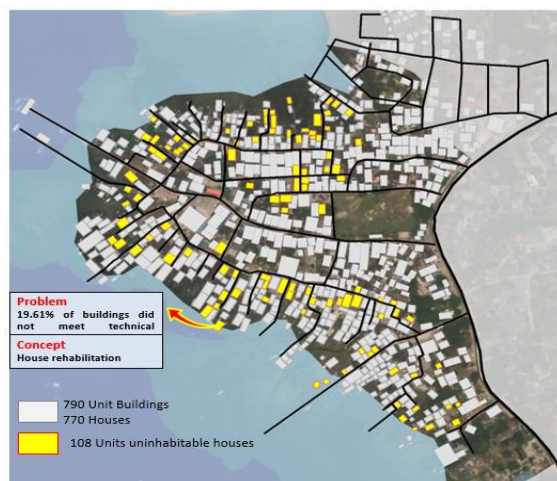 Problem
19.61% of buildings did
not meet technical
Concept
House rehabilitation
790 Unit Buildings
770 Houses
108 Units uninhabitable houses